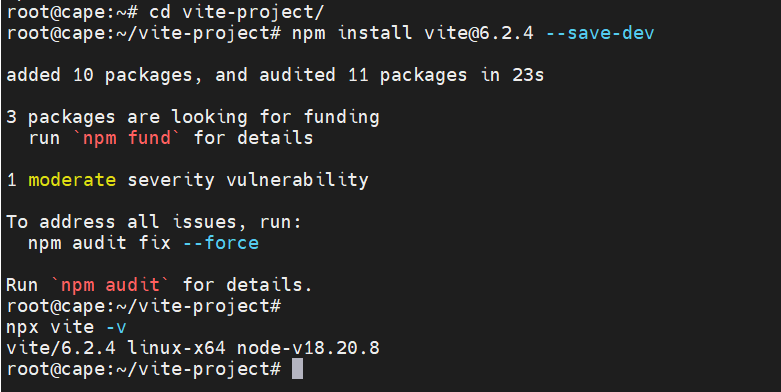 root@cape:~# cd vite-project/
root@cape:~/vite-project# npm install vite@6.2.4 --save-dev
added 10 packages, and audited 11 packages in 23s
3 packages are looking for funding
  run `npm fund` for details
1 moderate severity vulnerability
To address all issues, run:
  npm audit fix --force
Run `npm audit` for details.
root@cape:~/vite-project#
npx vite -v
vite/6.2.4 linux-x64 node-v18.20.8
root@cape:~/vite-project#